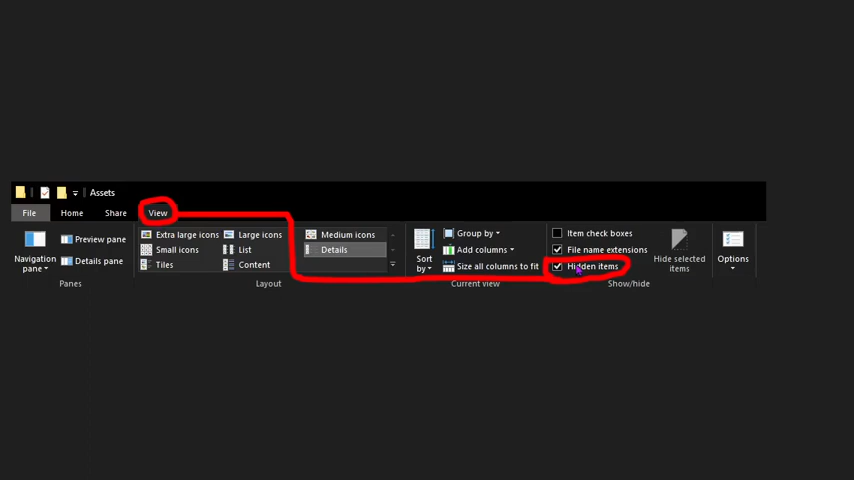 Assets
File Home Share View
Navigation pane
Preview pane
Details pane
Panes
Extra large icons Large icons Medium icons
Small icons List Details
Tiles Content
Layout
Sort by
Group by
Add columns
Size all columns to fit
Current view
Item check boxes
File name extensions
Hidden items
Hide selected items
Show/hide
Options